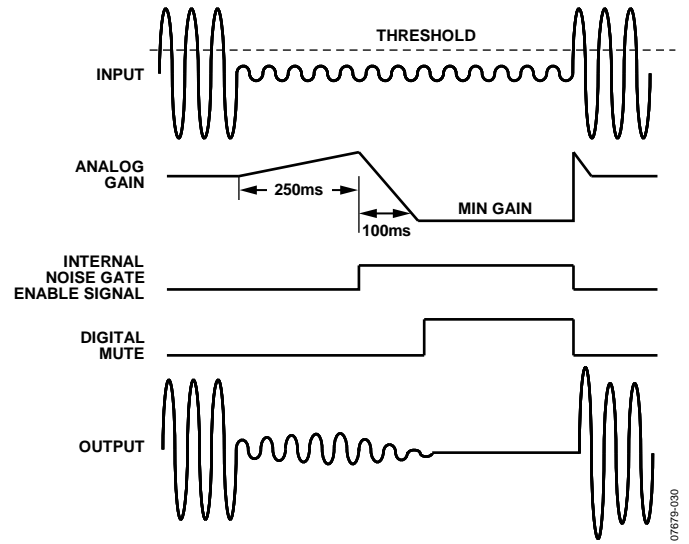 THRESHOLD
INPUT
ANALOG
GAIN
250ms
100ms
MIN GAIN
INTERNAL
NOISE GATE
ENABLE SIGNAL
DIGITAL
MUTE
OUTPUT
07679-030